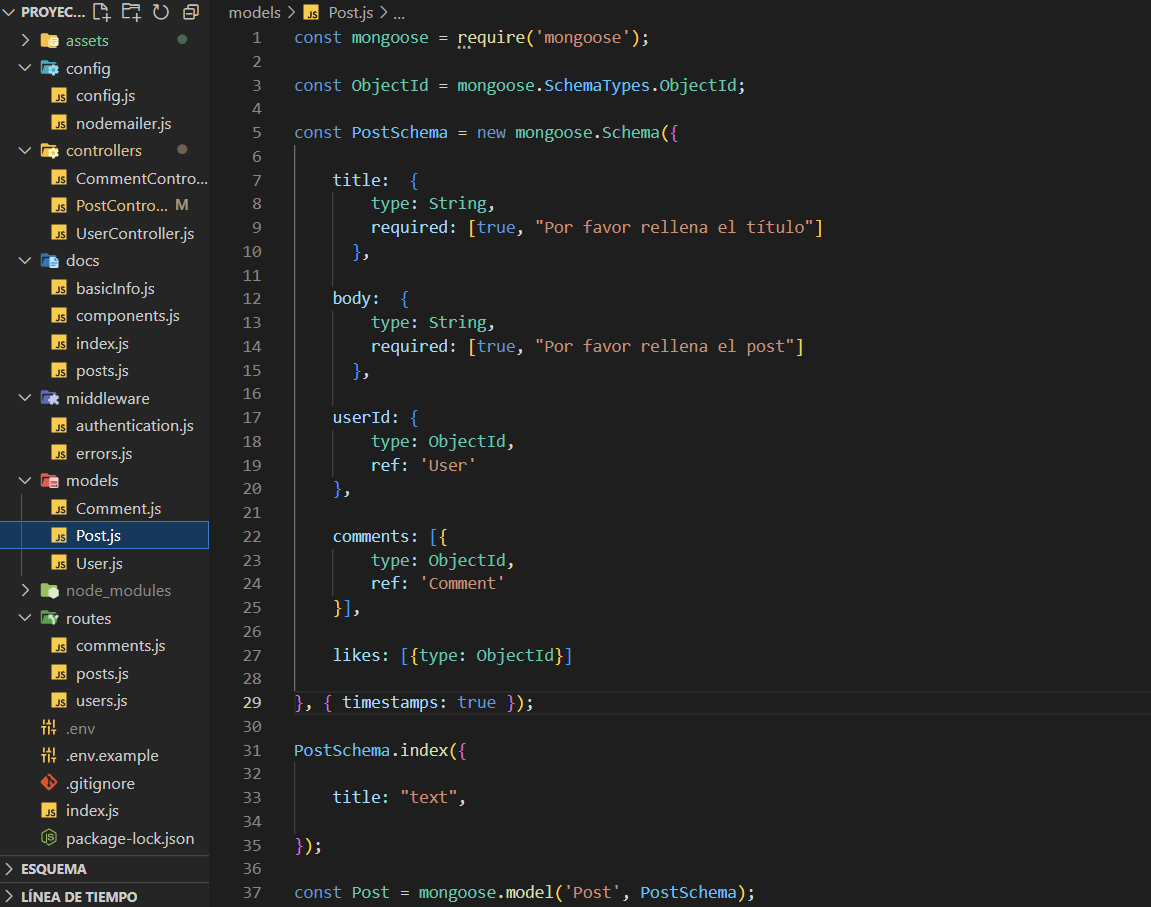 PROYEC...
assets
config
config.js
nodemailer.js
controllers
CommentContro...
PostContro... M
UserController.js
docs
basicInfo.js
components.js
index.js
posts.js
middleware
authentication.js
errors.js
models
Comment.js
Post.js
User.js
node_modules
routes
comments.js
posts.js
users.js
.env
.env.example
.gitignore
index.js
package-lock.json
ESQUEMA
LÍNEA DE TIEMPO
models > JS Post.js > ...
1 const mongoose = require('mongoose');
2
3 const ObjectId = mongoose.SchemaTypes.ObjectId;
4
5 const PostSchema = new mongoose.Schema({
6
7     title:  {
8         type: String,
9         required: [true, "Por favor rellena el título"]
10       },
11
12     body:  {
13         type: String,
14         required: [true, "Por favor rellena el post"]
15       },
16
17     userId: {
18         type: ObjectId,
19         ref: 'User'
20     },
21
22     comments: [{
23         type: ObjectId,
24         ref: 'Comment'
25     }],
26
27     likes: [{type: ObjectId}]
28
29 }, { timestamps: true });
30
31 PostSchema.index({
32
33     title: "text",
34
35 });
36
37 const Post = mongoose.model('Post', PostSchema);